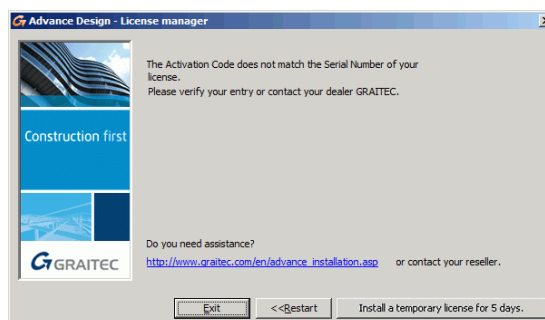 Advance Design - License manager
The Activation Code does not match the Serial Number of your
license.
Please verify your entry or contact your dealer GRAITEC.
Construction first
Do you need assistance?
http://www.graitec.com/en/advance_installation.asp or contact your reseller.
GRAITEC
Exit <<Restart Install a temporary license for 5 days.